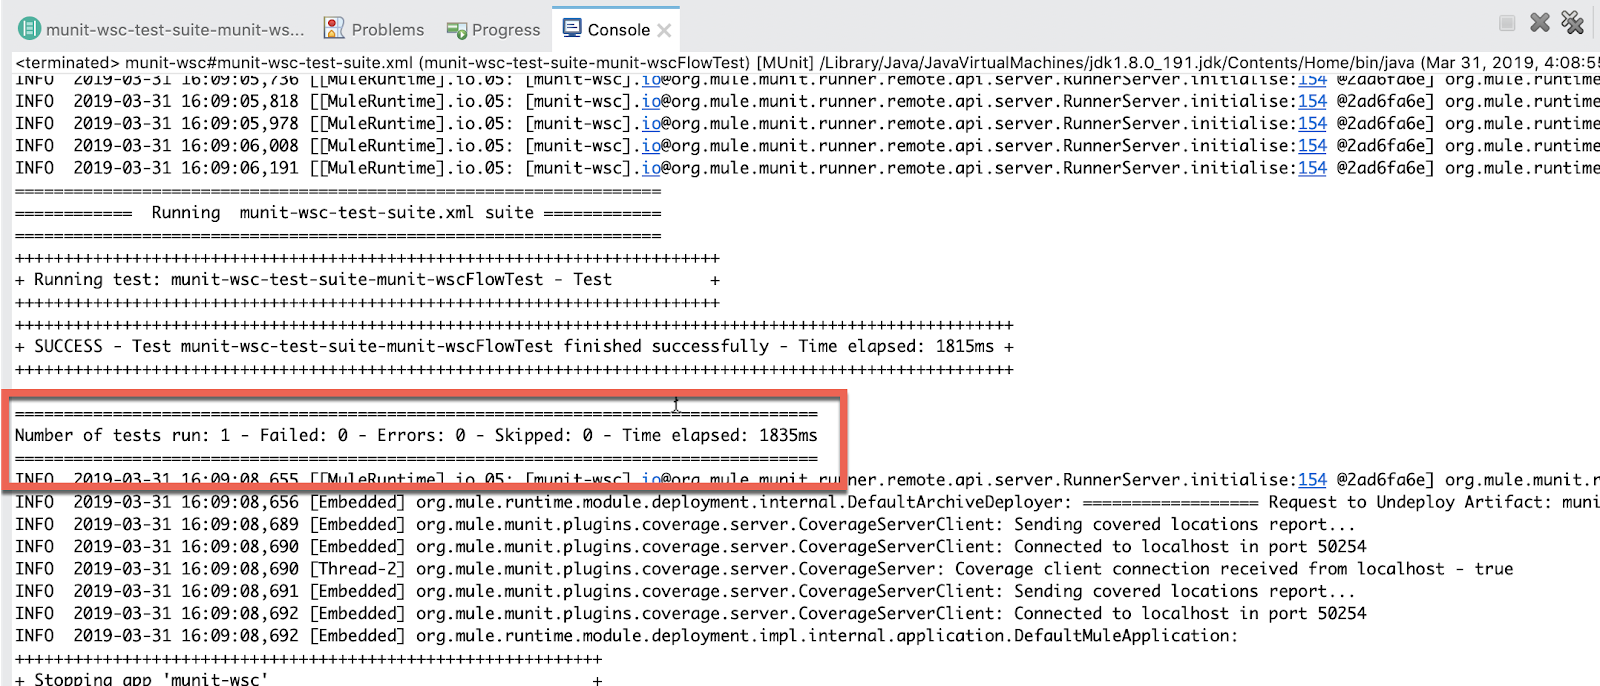 munit-wsc-test-suite-munit-ws... Problems Progress Console
<terminated> munit-wsc#munit-wsc-test-suite.xml (munit-wsc-test-suite-munit-wscFlowTest) [MUnit] /Library/Java/JavaVirtualMachines/jdk1.8.0_191.jdk/Contents/Home/bin/java (Mar 31, 2019, 4:08:55
INFO  2019-03-31 16:09:05,736 [[MuleRuntime].io.05: [munit-wsc].io@org.mule.munit.runner.remote.api.server.RunnerServer.initialise:154 @2ad6fa6e] org.mule.runtime
INFO  2019-03-31 16:09:05,818 [[MuleRuntime].io.05: [munit-wsc].io@org.mule.munit.runner.remote.api.server.RunnerServer.initialise:154 @2ad6fa6e] org.mule.runtime
INFO  2019-03-31 16:09:05,978 [[MuleRuntime].io.05: [munit-wsc].io@org.mule.munit.runner.remote.api.server.RunnerServer.initialise:154 @2ad6fa6e] org.mule.runtime
INFO  2019-03-31 16:09:06,008 [[MuleRuntime].io.05: [munit-wsc].io@org.mule.munit.runner.remote.api.server.RunnerServer.initialise:154 @2ad6fa6e] org.mule.runtime
INFO  2019-03-31 16:09:06,191 [[MuleRuntime].io.05: [munit-wsc].io@org.mule.munit.runner.remote.api.server.RunnerServer.initialise:154 @2ad6fa6e] org.mule.runtime
==================================================================
============  Running  munit-wsc-test-suite.xml suite ============
==================================================================
++++++++++++++++++++++++++++++++++++++++++++++++++++++++++++++++++++++++
+ Running test: munit-wsc-test-suite-munit-wscFlowTest - Test          +
++++++++++++++++++++++++++++++++++++++++++++++++++++++++++++++++++++++++
++++++++++++++++++++++++++++++++++++++++++++++++++++++++++++++++++++++++++++++++++++++++++++++++++++++
+ SUCCESS - Test munit-wsc-test-suite-munit-wscFlowTest finished successfully - Time elapsed: 1815ms +
++++++++++++++++++++++++++++++++++++++++++++++++++++++++++++++++++++++++++++++++++++++++++++++++++++++
==================================================================================
Number of tests run: 1 - Failed: 0 - Errors: 0 - Skipped: 0 - Time elapsed: 1835ms
==================================================================================
INFO  2019-03-31 16:09:08,655 [[MuleRuntime].io.05: [munit-wsc].io@org.mule.munit.runner.remote.api.server.RunnerServer.initialise:154 @2ad6fa6e] org.mule.munit.r
INFO  2019-03-31 16:09:08,656 [Embedded] org.mule.runtime.module.deployment.internal.DefaultArchiveDeployer: ================== Request to Undeploy Artifact: muni
INFO  2019-03-31 16:09:08,689 [Embedded] org.mule.munit.plugins.coverage.server.CoverageServerClient: Sending covered locations report...
INFO  2019-03-31 16:09:08,690 [Embedded] org.mule.munit.plugins.coverage.server.CoverageServerClient: Connected to localhost in port 50254
INFO  2019-03-31 16:09:08,690 [Thread-2] org.mule.munit.plugins.coverage.server.CoverageServer: Coverage client connection received from localhost - true
INFO  2019-03-31 16:09:08,691 [Embedded] org.mule.munit.plugins.coverage.server.CoverageServerClient: Sending covered locations report...
INFO  2019-03-31 16:09:08,692 [Embedded] org.mule.munit.plugins.coverage.server.CoverageServerClient: Connected to localhost in port 50254
INFO  2019-03-31 16:09:08,692 [Embedded] org.mule.runtime.module.deployment.impl.internal.application.DefaultMuleApplication:
++++++++++++++++++++++++++++++++++++++++++++++++++++++++++++
+ Stopping app 'munit-wsc'                                 +